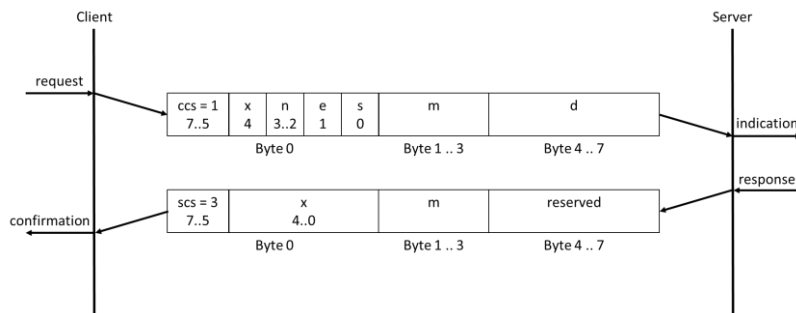 Client
Server
request
ccs = 1 x n e s m d
7..5 4 3..2 1 0
indication
Byte 0 Byte 1 .. 3 Byte 4 .. 7
response
scs = 3 x m reserved
7..5 4..0
confirmation
Byte 0 Byte 1 .. 3 Byte 4 .. 7